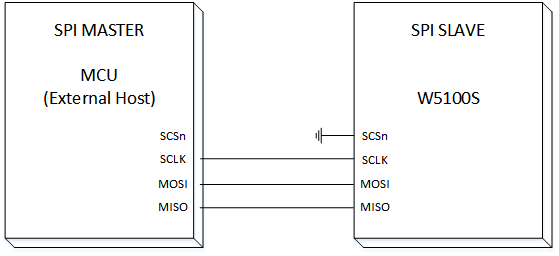 SPI MASTER
MCU
(External Host)
SCSn
SCLK
MOSI
MISO
SPI SLAVE
W5100S
SCSn
SCLK
MOSI
MISO